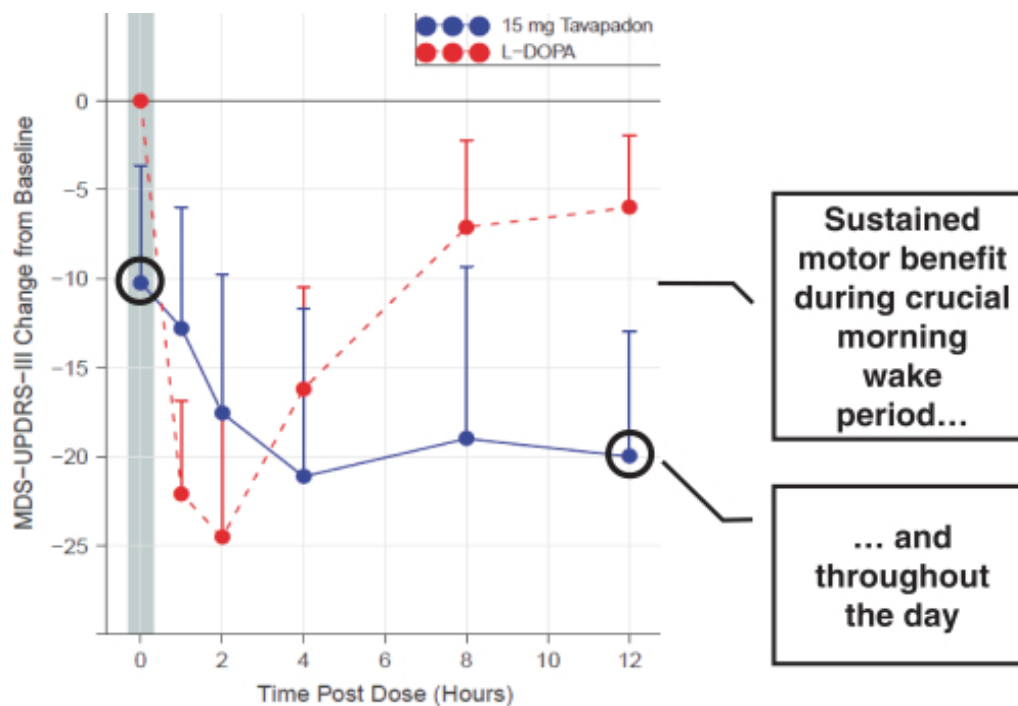 15 mg Tavapadon
L-DOPA
MDS-UPDRS-III Change from Baseline
0
-5
-10
-15
-20
-25
0
2
4
6
8
10
12
Time Post Dose (Hours)
Sustained
motor benefit
during crucial
morning
wake
period...
... and
throughout
the day